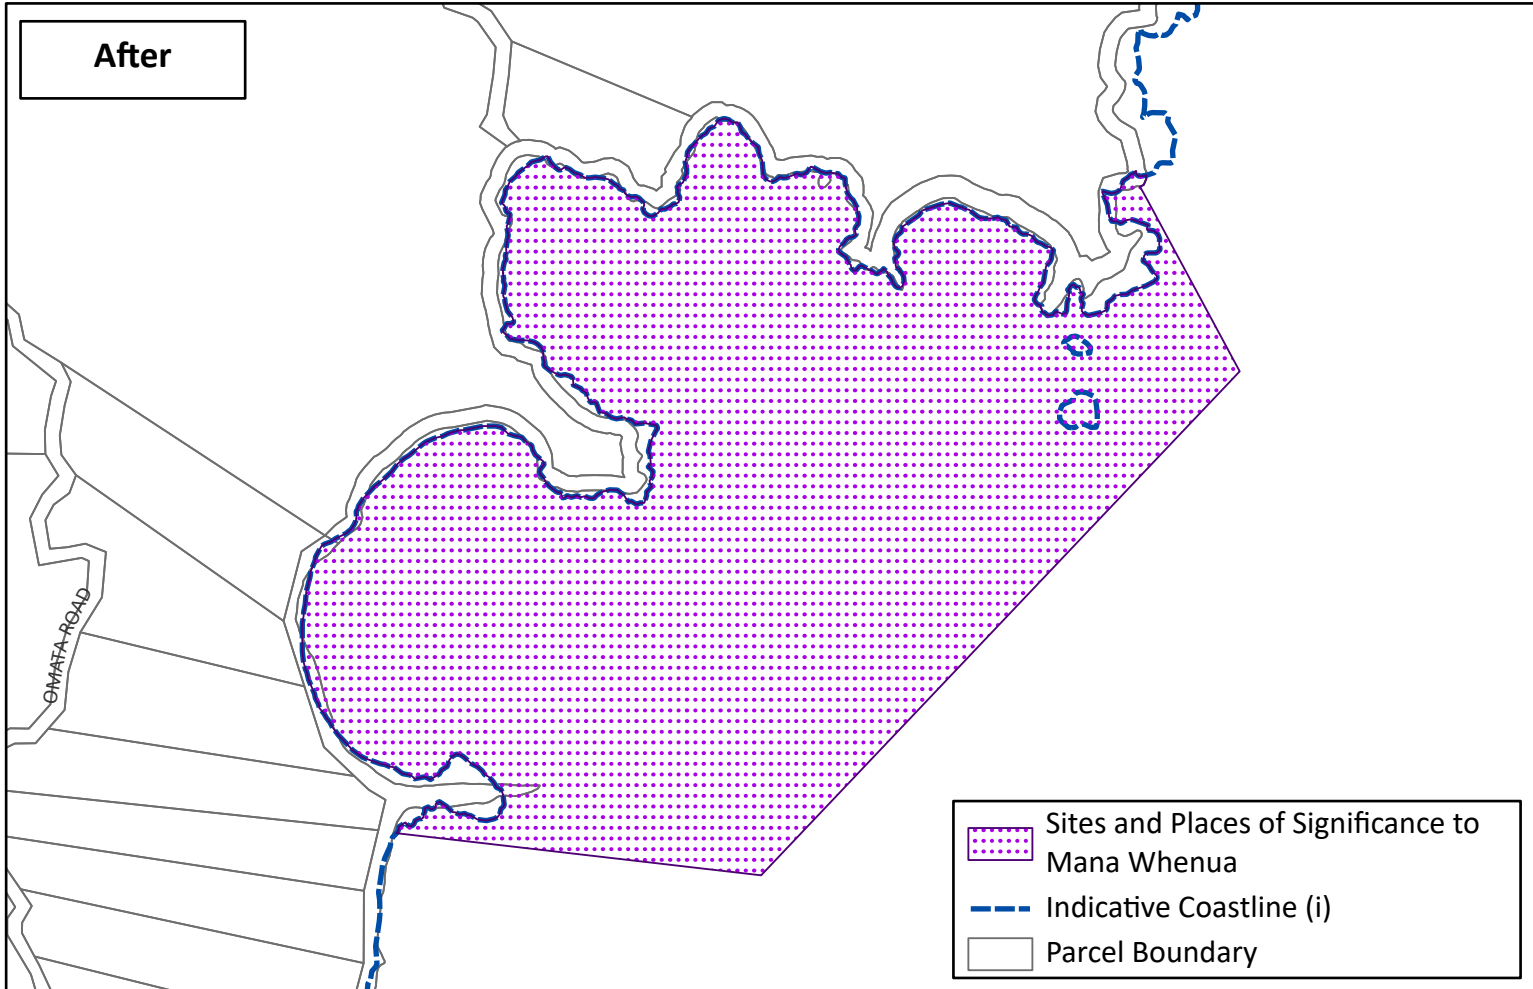 After
OMATA ROAD
Sites and Places of Significance to
Mana Whenua
Indicative Coastline (i)
Parcel Boundary